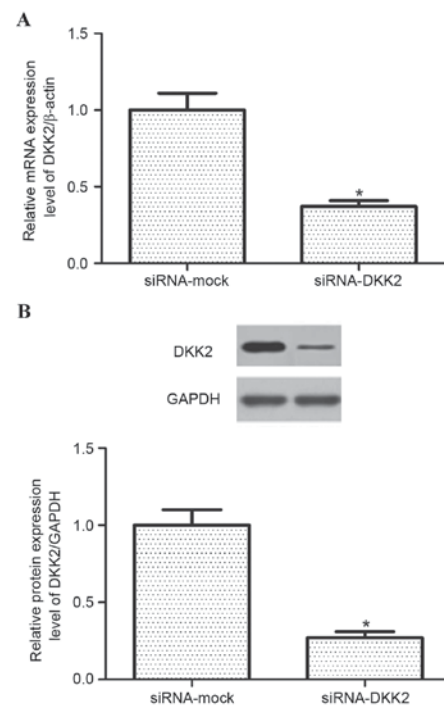 A
Relative mRNA expression
level of DKK2/β-actin
1.5
1.0
0.5
0.0
*
siRNA-mock
siRNA-DKK2
B
DKK2
GAPDH
Relative protein expression
level of DKK2/GAPDH
1.5
1.0
0.5
0.0
*
siRNA-mock
siRNA-DKK2